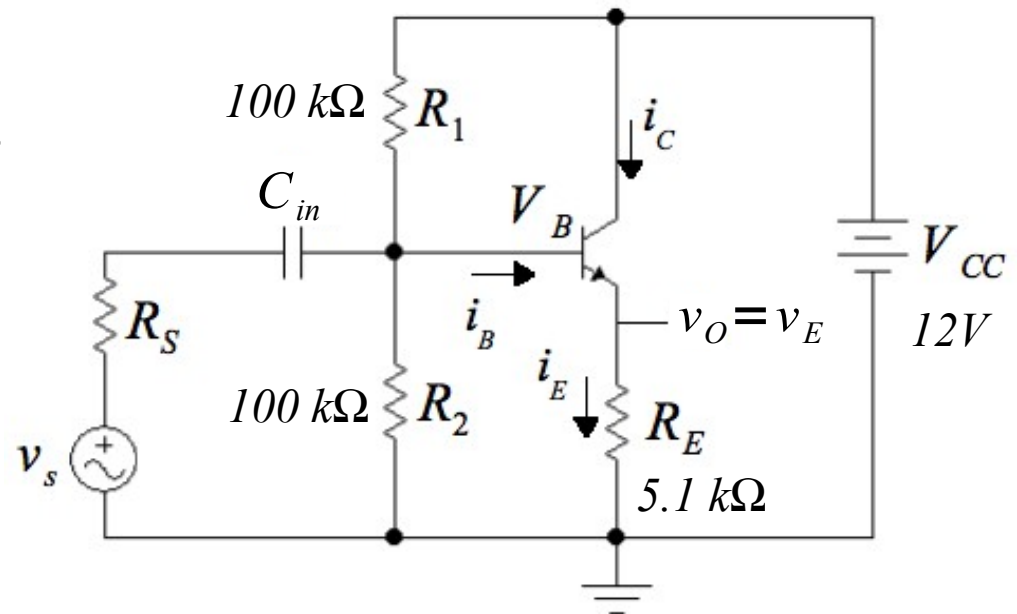 100 kΩ R1
iC
Cin
VB
VCC
RS
iB
vO = vE
12V
iE
100 kΩ R2
RE
vs
5.1 kΩ